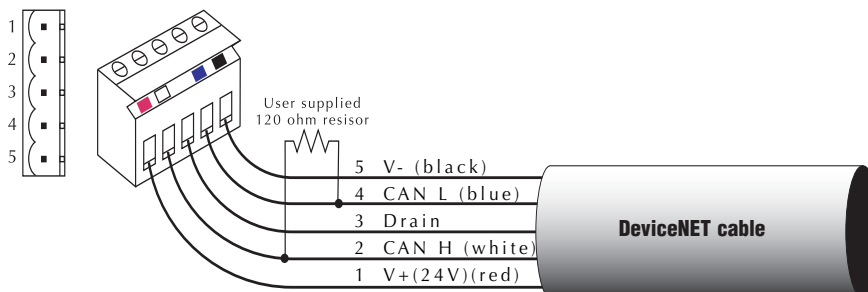 1
2
3
4
5
User supplied
120 ohm resisor
5 V- (black)
4 CAN L (blue)
3 Drain
2 CAN H (white)
1 V+(24V)(red)
DeviceNET cable